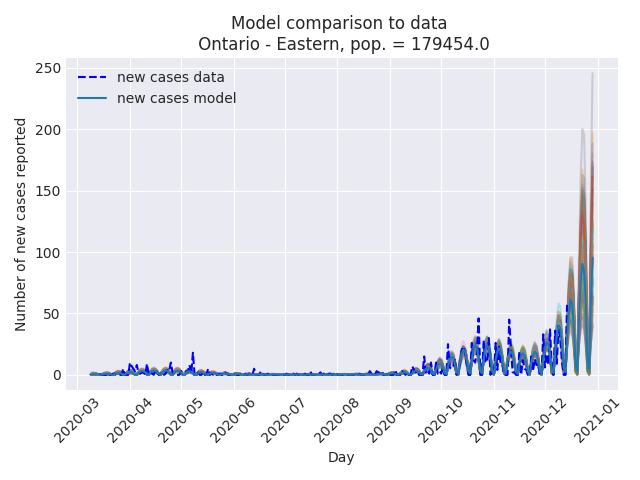 Model comparison to data
Ontario - Eastern, pop. = 179454.0
new cases data
new cases model
Number of new cases reported
250
200
150
100
50
0
2020-03
2020-04
2020-05
2020-06
2020-07
2020-08
2020-09
2020-10
2020-11
2020-12
2021-01
Day